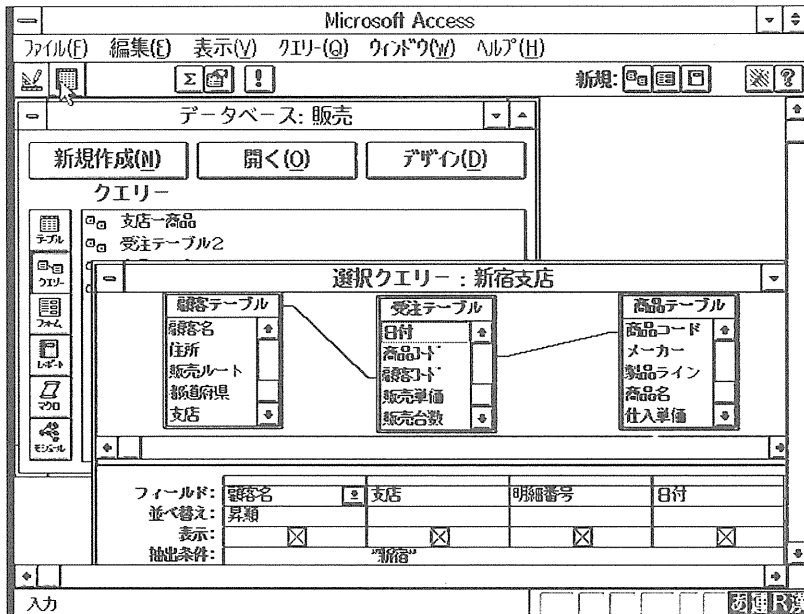 Microsoft Access
ファイル(F) 編集(E) 表示(V) クエリー(Q) ウィンドウ(W) ヘルプ(H)
新規:
データベース: 販売
新規作成(N) 開く(O) デザイン(D)
クエリー
テーブル
クエリー
フォーム
レポート
マクロ
モジュール
支店ー商品
受注テーブル2
選択クエリー : 新宿支店
顧客テーブル
顧客名
住所
販売ルート
都道府県
支店
受注テーブル
日付
商品コード
顧客コード
販売単価
販売台数
商品テーブル
商品コード
メーカー
製品ライン
商品名
仕入単価
フィールド: 顧客名 支店 明細番号 日付
並べ替え: 昇順
表示:
抽出条件: "新宿"
入力
あ 連 R 漢